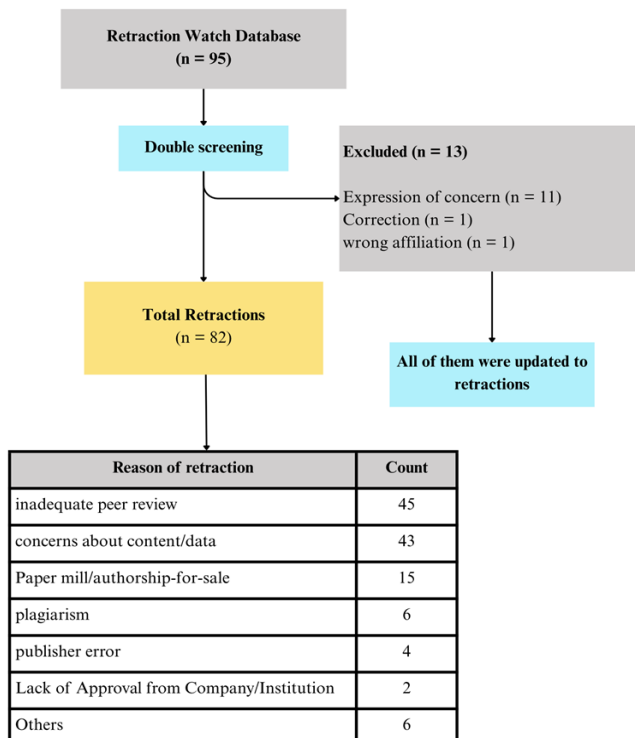 Retraction Watch Database
(n = 95)
Double screening
Excluded (n = 13)
Expression of concern (n = 11)
Correction (n = 1)
wrong affiliation (n = 1)
Total Retractions
(n = 82)
All of them were updated to
retractions
Reason of retraction Count
inadequate peer review 45
concerns about content/data 43
Paper mill/authorship-for-sale 15
plagiarism 6
publisher error 4
Lack of Approval from Company/Institution 2
Others 6